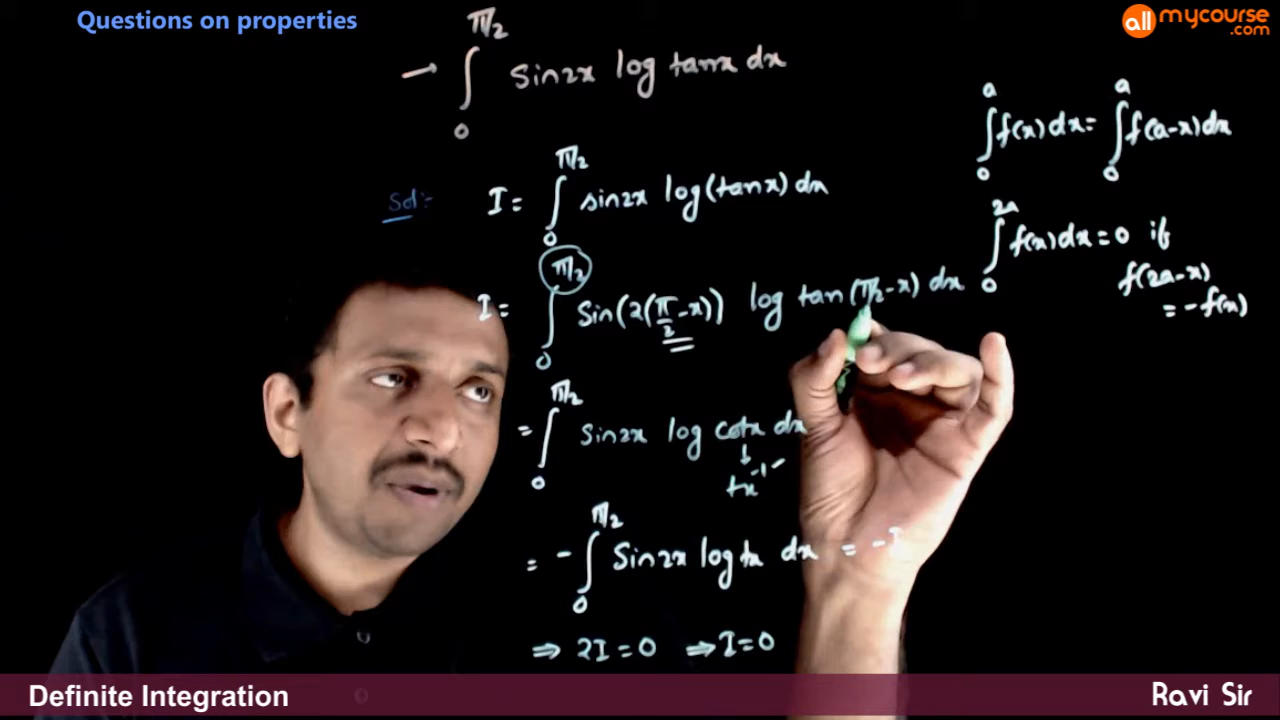 Questions on properties
all mycourse.com
→ ∫₀^π/2 sin2x log tanx dx
∫₀^a f(x)dx = ∫₀^a f(a-x)dx
Sol:- I = ∫₀^π/2 sin2x log(tanx) dx
∫₀^2a f(x)dx = 0 if
f(2a-x)
= -f(x)
I = ∫₀^π/2 Sin(2(π/2-x)) log tan(π/2-x) dx
= ∫₀^π/2 Sin2x log cotx dx
↓
tx⁻¹
= - ∫₀^π/2 Sin2x log tx dx = -I
⇒ 2I = 0 ⇒ I = 0
Definite Integration
Ravi Sir